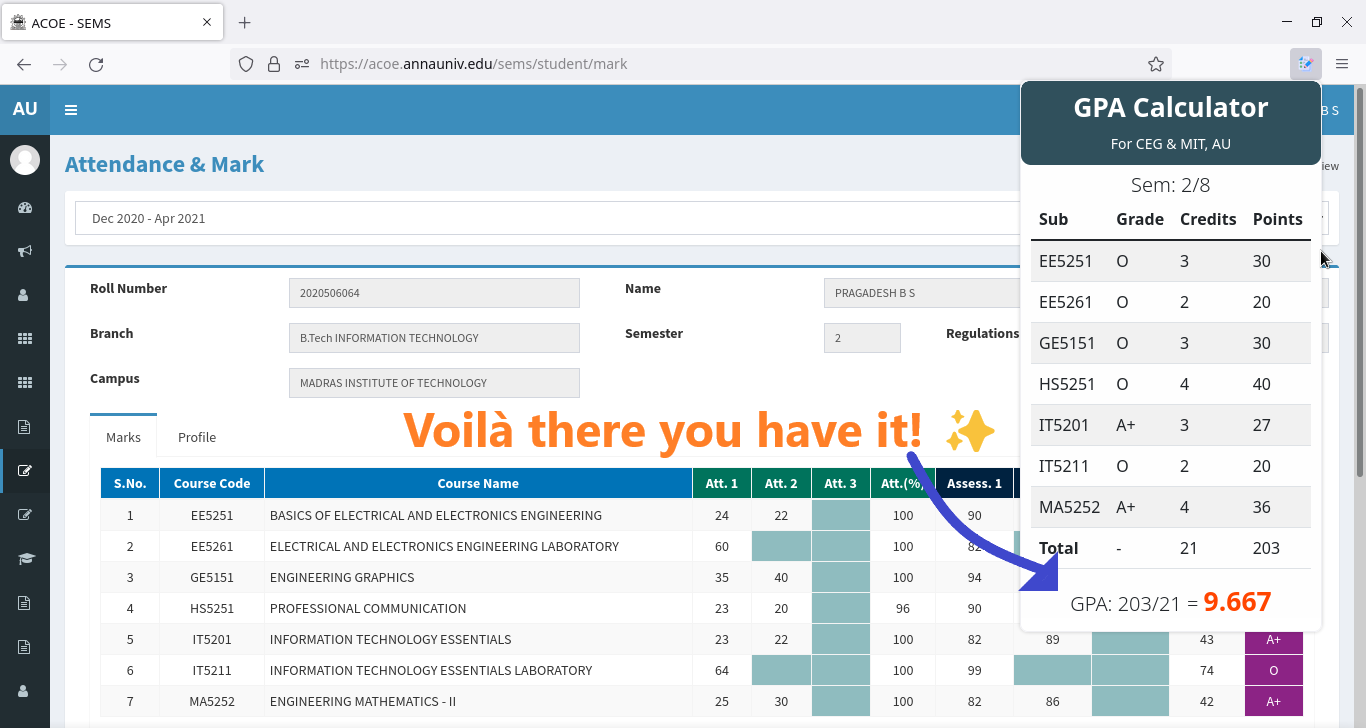 ACOE - SEMS
https://acoe.annauniv.edu/sems/student/mark
AU
B S
GPA Calculator
For CEG & MIT, AU
Attendance & Mark
iew
Dec 2020 - Apr 2021
Sem: 2/8
Sub Grade Credits Points
EE5251 O 3 30
EE5261 O 2 20
GE5151 O 3 30
HS5251 O 4 40
IT5201 A+ 3 27
IT5211 O 2 20
MA5252 A+ 4 36
Total - 21 203
GPA: 203/21 = 9.667
Roll Number 2020506064 Name PRAGADESH B S
Branch B.Tech INFORMATION TECHNOLOGY Semester 2 Regulations
Campus MADRAS INSTITUTE OF TECHNOLOGY
Voilà there you have it!
Marks Profile
S.No. Course Code Course Name Att. 1 Att. 2 Att. 3 Att.(%) Assess. 1
1 EE5251 BASICS OF ELECTRICAL AND ELECTRONICS ENGINEERING 24 22 100 90
2 EE5261 ELECTRICAL AND ELECTRONICS ENGINEERING LABORATORY 60 100
3 GE5151 ENGINEERING GRAPHICS 35 40 100 94
4 HS5251 PROFESSIONAL COMMUNICATION 23 20 96 90
5 IT5201 INFORMATION TECHNOLOGY ESSENTIALS 23 22 100 82 89 43 A+
6 IT5211 INFORMATION TECHNOLOGY ESSENTIALS LABORATORY 64 100 99 74 O
7 MA5252 ENGINEERING MATHEMATICS - II 25 30 100 82 86 42 A+